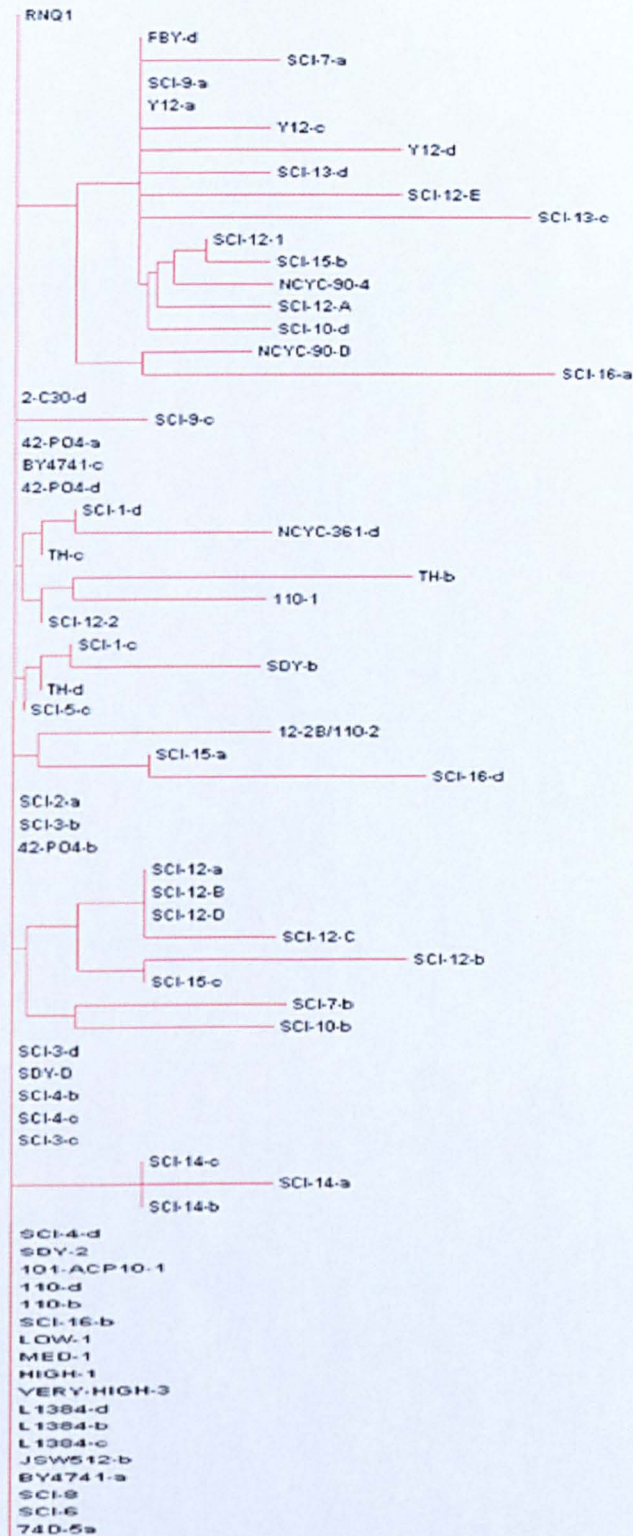 RNQ1
FBY-d
SCI-7-a
SCI-9-a
Y12-a
Y12-c
Y12-d
SCI-13-d
SCI-12-E
SCI-13-c
SCI-12-1
SCI-15-b
NCYC-90-4
SCI-12-A
SCI-10-d
NCYC-90-D
SCI-16-a
2-C30-d
SCI-9-c
42-PO4-a
BY4741-c
42-PO4-d
SCI-1-d
NCYC-361-d
TH-c
TH-b
110-1
SCI-12-2
SCI-1-c
SDY-b
TH-d
SCI-5-c
12-2B/110-2
SCI-15-a
SCI-16-d
SCI-2-a
SCI-3-b
42-PO4-b
SCI-12-a
SCI-12-B
SCI-12-D
SCI-12-C
SCI-12-b
SCI-15-c
SCI-7-b
SCI-10-b
SCI-3-d
SDY-D
SCI-4-b
SCI-4-c
SCI-3-c
SCI-14-c
SCI-14-a
SCI-14-b
SCI-4-d
SDY-2
101-ACP10-1
110-d
110-b
SCI-16-b
LOW-1
MED-1
HIGH-1
VERY-HIGH-3
L1384-d
L1384-b
L1384-c
JSW512-b
BY4741-a
SCI-8
SCI-6
74D-5a